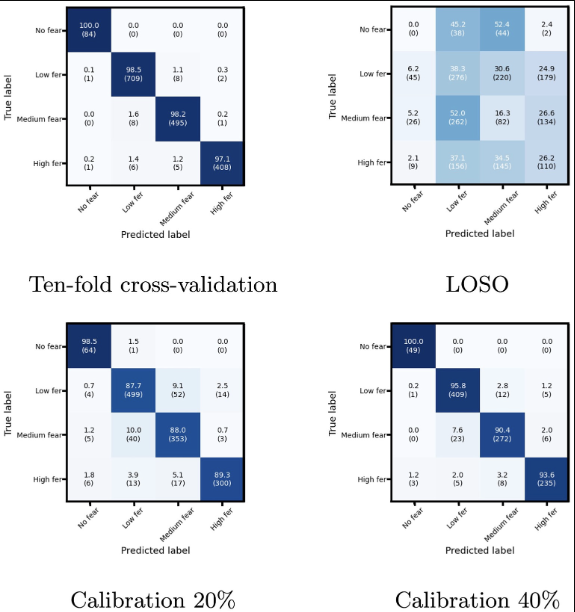 True label
No fear 100.0 0.0 0.0 0.0
(84) (0) (0) (0)
Low fer 0.1 98.5 1.1 0.3
(1) (709) (8) (2)
Medium fear 0.0 1.6 98.2 0.2
(0) (8) (495) (1)
High fer 0.2 1.4 1.2 97.1
(1) (6) (5) (408)
No fear Low fer Medium fear High fer
Predicted label
Ten-fold cross-validation
True label
No fear 0.0 45.2 52.4 2.4
(0) (38) (44) (2)
Low fer 6.2 38.3 30.6 24.9
(45) (276) (220) (179)
Medium fear 5.2 52.0 16.3 26.6
(26) (262) (82) (134)
High fer 2.1 37.1 34.5 26.2
(9) (156) (145) (110)
No fear Low fer Medium fear High fer
Predicted label
LOSO
True label
No fear 98.5 1.5 0.0 0.0
(64) (1) (0) (0)
Low fer 0.7 87.7 9.1 2.5
(4) (499) (52) (14)
Medium fear 1.2 10.0 88.0 0.7
(5) (40) (353) (3)
High fer 1.8 3.9 5.1 89.3
(6) (13) (17) (300)
No fear Low fer Medium fear High fer
Predicted label
Calibration 20%
True label
No fear 100.0 0.0 0.0 0.0
(49) (0) (0) (0)
Low fer 0.2 95.8 2.8 1.2
(1) (409) (12) (5)
Medium fear 0.0 7.6 90.4 2.0
(0) (23) (272) (6)
High fer 1.2 2.0 3.2 93.6
(3) (5) (8) (235)
No fear Low fer Medium fear High fer
Predicted label
Calibration 40%